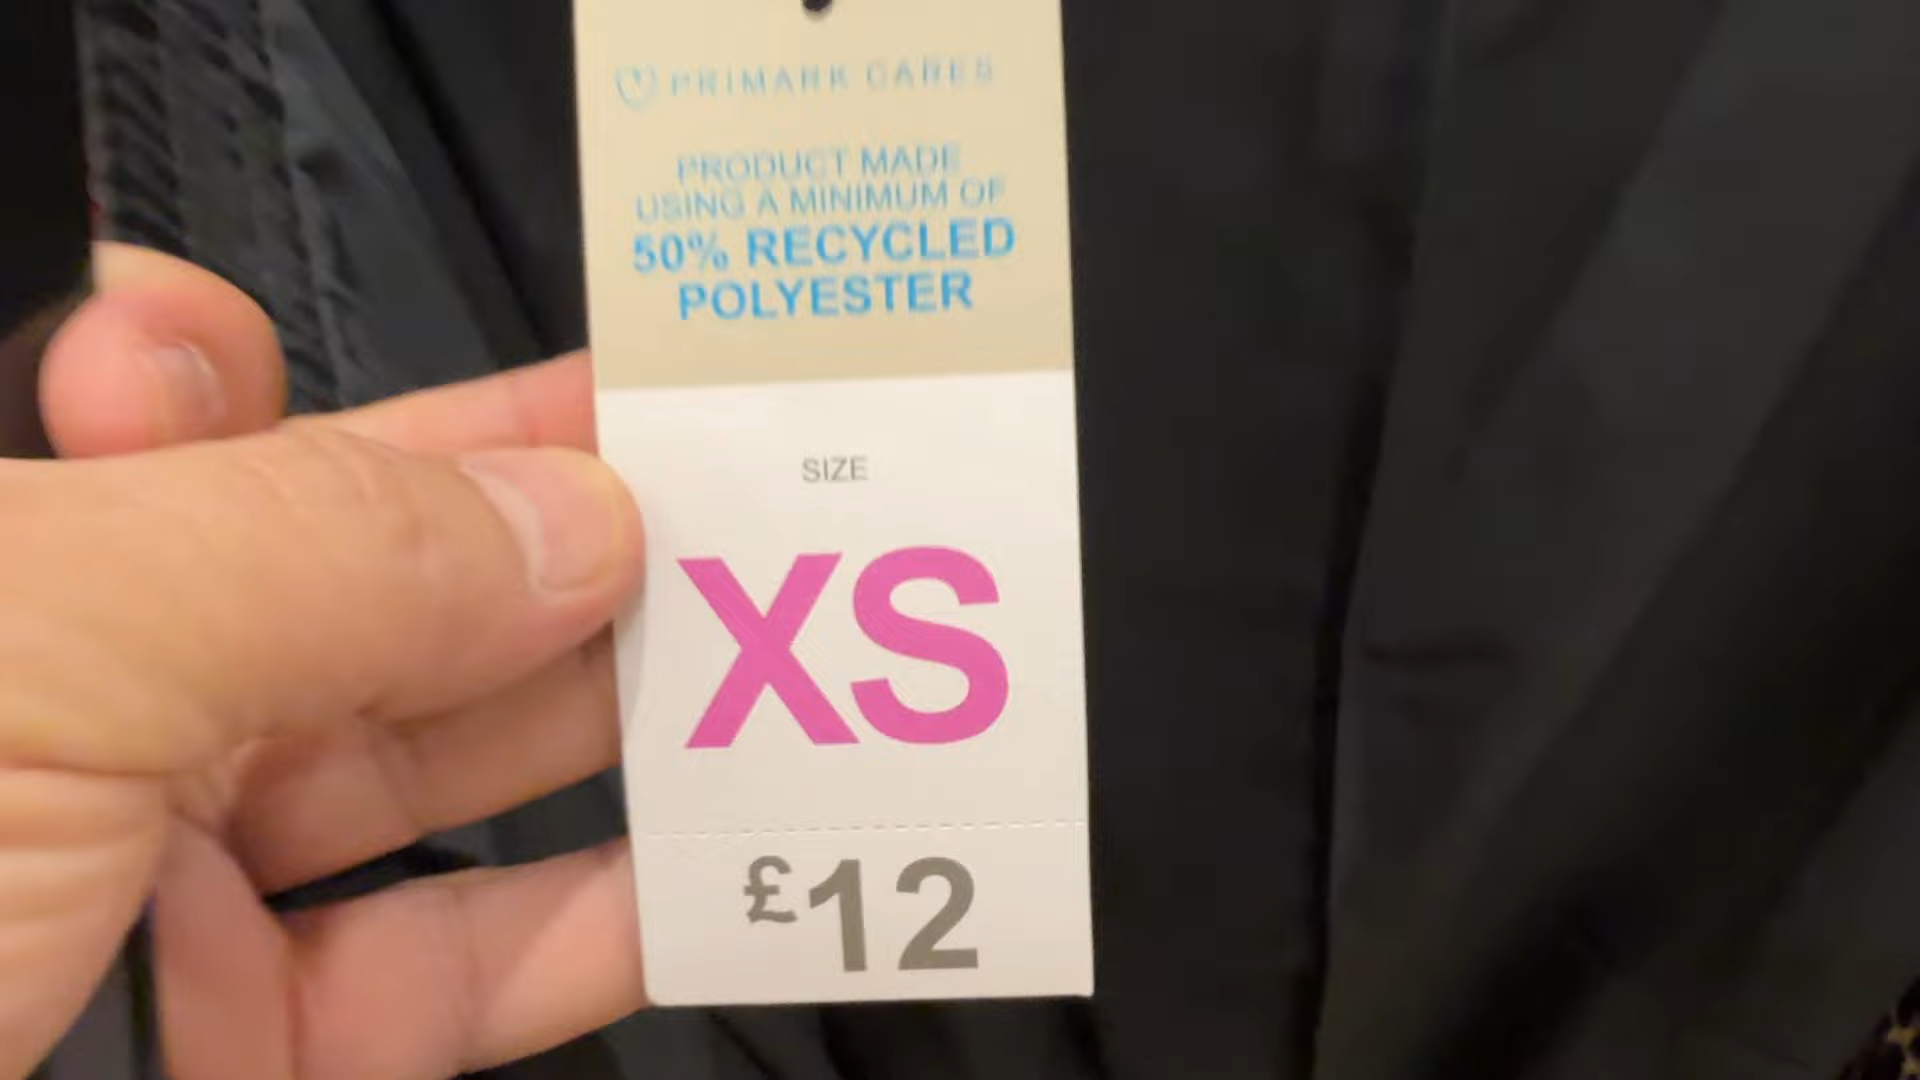 PRIMARK CARES
PRODUCT MADE
USING A MINIMUM OF
50% RECYCLED
POLYESTER
SIZE
XS
£12